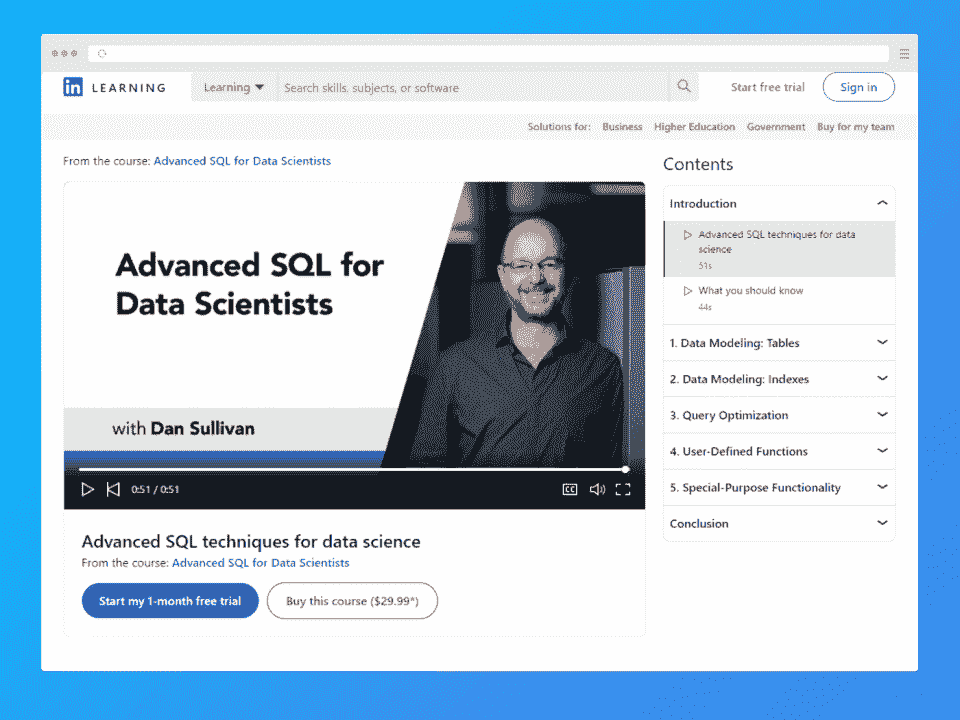 in LEARNING
Learning
Search skills, subjects, or software
Start free trial
Sign in
Solutions for:
Business
Higher Education
Government
Buy for my team
From the course: Advanced SQL for Data Scientists
Advanced SQL for
Data Scientists
with Dan Sullivan
0:51 / 0:51
CC
Advanced SQL techniques for data science
From the course: Advanced SQL for Data Scientists
Start my 1-month free trial
Buy this course ($29.99*)
Contents
Introduction
Advanced SQL techniques for data
science
51s
What you should know
44s
1. Data Modeling: Tables
2. Data Modeling: Indexes
3. Query Optimization
4. User-Defined Functions
5. Special-Purpose Functionality
Conclusion